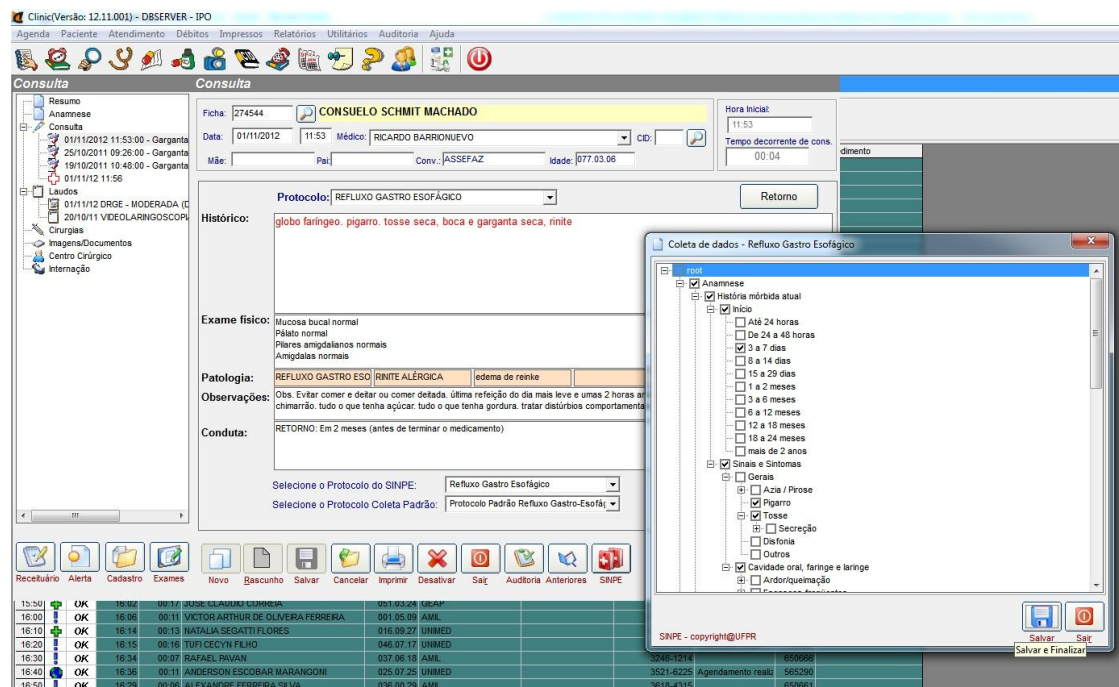 Clinic(Versão: 12.11.001) - DBSERVER - IPO
Agenda Paciente Atendimento Débitos Impressos Relatórios Utilitários Auditoria Ajuda
Consulta
Resumo
Anamnese
Consulta
01/11/2012 11:53:00 - Garganta
25/10/2011 09:26:00 - Garganta
19/10/2011 10:48:00 - Garganta
01/11/12 11:56
Laudos
01/11/12 DRGE - MODERADA (D
20/10/11 VIDEOLARINGOSCOPI
Cirurgias
Imagens/Documentos
Centro Cirúrgico
Internação
Receituário Alerta Cadastro Exames
Consulta
Ficha: 274544 CONSUELO SCHMIT MACHADO
Data: 01/11/2012 11:53 Médico: RICARDO BARRIONUEVO CID:
Mãe: Pai: Conv.: ASSEFAZ Idade: 077.03.06
Hora Inicial:
11:53
Tempo decorrente de cons.
00:04
dimento
Protocolo: REFLUXO GASTRO ESOFÁGICO
Retorno
Histórico: globo faríngeo. pigarro. tosse seca, boca e garganta seca, rinite
Exame físico: Mucosa bucal normal
Pálato normal
Pilares amigdalianos normais
Amigdalas normais
Patologia: REFLUXO GASTRO ESO RINITE ALÉRGICA edema de reinke
Observações: Obs. Evitar comer e deitar ou comer deitada. última refeição do dia mais leve e umas 2 horas an
chimarrão. tudo o que tenha açúcar. tudo o que tenha gordura. tratar distúrbios comportamenta
Conduta: RETORNO: Em 2 meses (antes de terminar o medicamento)
Selecione o Protocolo do SINPE: Refluxo Gastro Esofágico
Selecione o Protocolo Coleta Padrão: Protocolo Padrão Refluxo Gastro-Esofág
Novo Rascunho Salvar Cancelar Imprimir Desativar Sair Auditoria Anteriores SINPE
Coleta de dados - Refluxo Gastro Esofágico
root
Anamnese
História mórbida atual
Início
Até 24 horas
De 24 a 48 horas
3 a 7 dias
8 a 14 dias
15 a 29 dias
1 a 2 meses
3 a 6 meses
6 a 12 meses
12 a 18 meses
18 a 24 meses
mais de 2 anos
Sinais e Sintomas
Gerais
Azia / Pirose
Pigarro
Tosse
Secreção
Disfonia
Outros
Cavidade oral, faringe e laringe
Ardor/queimação
SINPE - copyright@UFPR
Salvar Sair
Salvar e Finalizar
15:50 OK 16:02 00:17 JOSE CLAUDIO CORREIA 051.03.24 GEAP
16:00 OK 16:06 00:11 VICTOR ARTHUR DE OLIVEIRA FERREIRA 001.05.09 AMIL
16:10 OK 16:14 00:13 NATALIA SEGATTI FLORES 016.09.27 UNIMED
16:20 OK 16:15 00:16 TUFI CECYN FILHO 046.07.17 UNIMED
16:30 OK 16:34 00:07 RAFAEL PAVAN 037.06.18 AMIL 3246-1214 650666
16:40 OK 16:36 00:11 ANDERSON ESCOBAR MARANGONI 025.07.25 UNIMED 3521-6225 Agendamento realiz 565290
16:50 OK 16:29 00:06 ALEXANDRE FERREIRA SILVA 036.00.29 AMIL 3618-4315 650661